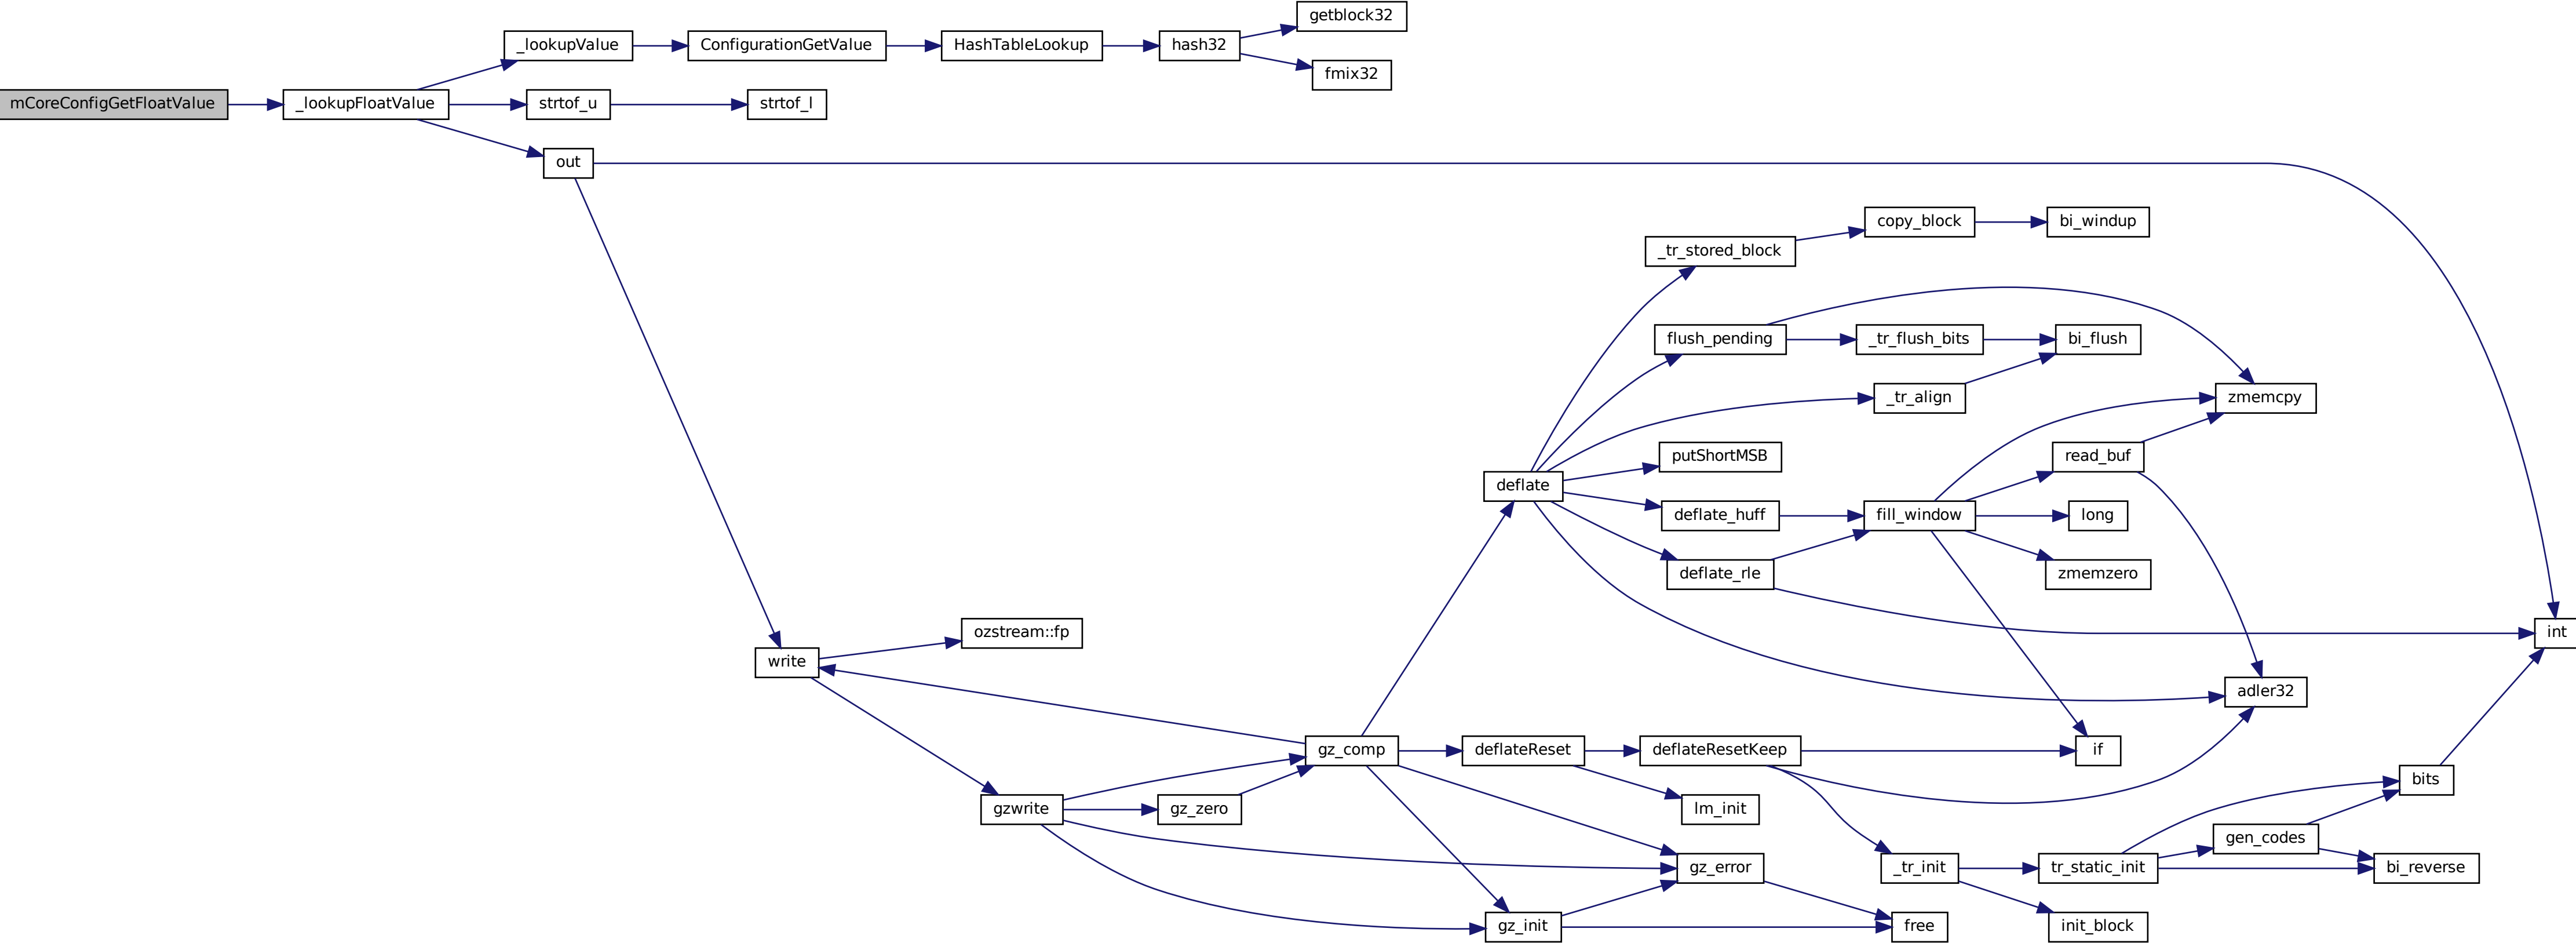 getblock32
_lookupValue
ConfigurationGetValue
HashTableLookup
hash32
fmix32
mCoreConfigGetFloatValue
_lookupFloatValue
strtof_u
strtof_l
out
copy_block
bi_windup
_tr_stored_block
flush_pending
_tr_flush_bits
bi_flush
_tr_align
zmemcpy
putShortMSB
read_buf
deflate
deflate_huff
fill_window
long
deflate_rle
zmemzero
ozstream::fp
int
write
adler32
gz_comp
deflateReset
deflateResetKeep
if
bits
gzwrite
gz_zero
lm_init
gen_codes
gz_error
_tr_init
tr_static_init
bi_reverse
gz_init
free
init_block